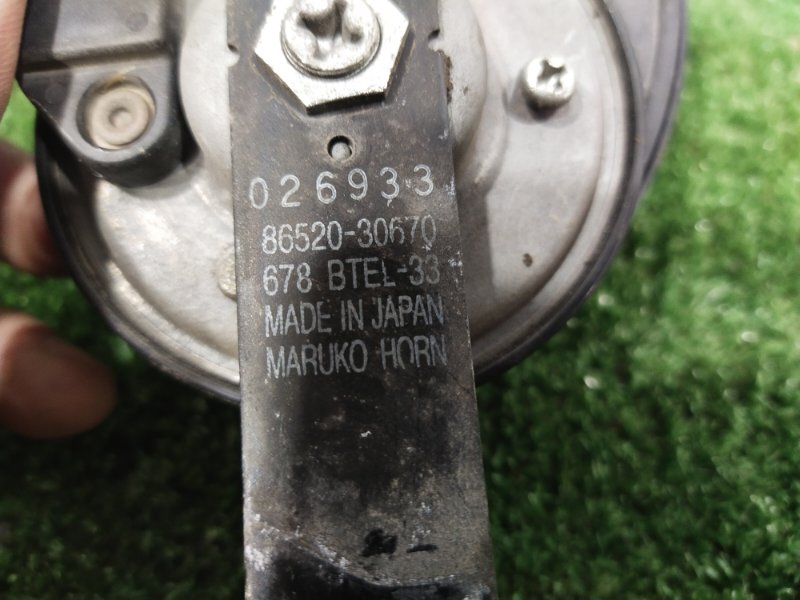 026933
86520-30670
678 BTEL-33
MADE IN JAPAN
MARUKO HORN